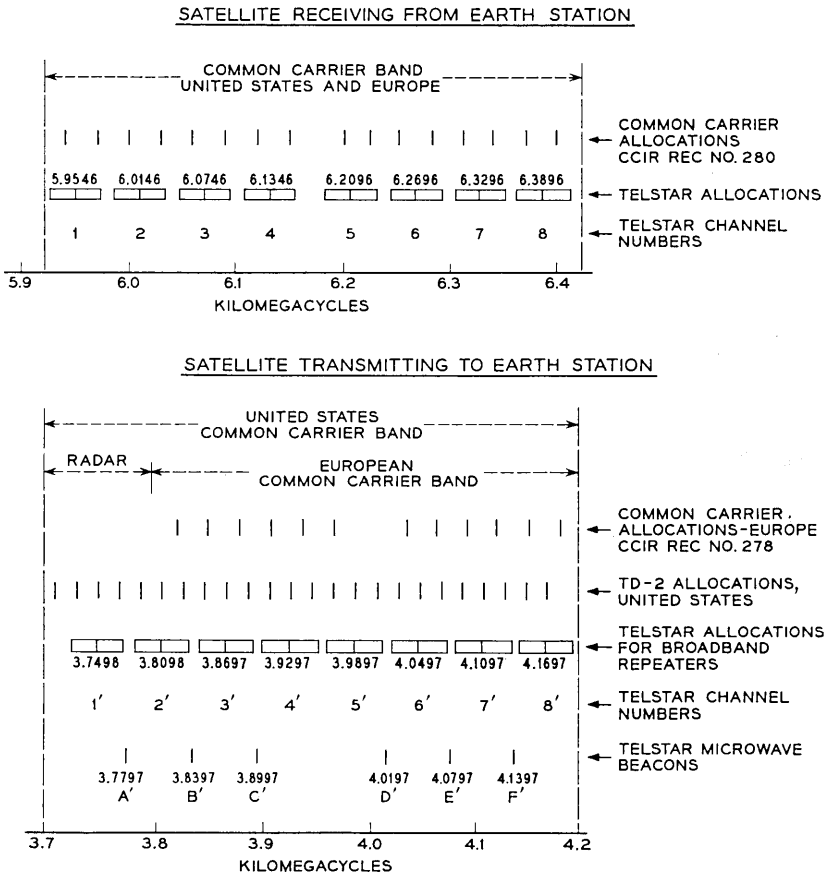 SATELLITE RECEIVING FROM EARTH STATION
COMMON CARRIER BAND
UNITED STATES AND EUROPE
COMMON CARRIER
ALLOCATIONS
CCIR REC NO. 280
5.9546 6.0146 6.0746 6.1346 6.2096 6.2696 6.3296 6.3896
TELSTAR ALLOCATIONS
1 2 3 4 5 6 7 8
TELSTAR CHANNEL
NUMBERS
5.9 6.0 6.1 6.2 6.3 6.4
KILOMEGACYCLES
SATELLITE TRANSMITTING TO EARTH STATION
UNITED STATES
COMMON CARRIER BAND
RADAR
EUROPEAN
COMMON CARRIER BAND
COMMON CARRIER.
ALLOCATIONS-EUROPE
CCIR REC NO. 278
TD-2 ALLOCATIONS,
UNITED STATES
TELSTAR ALLOCATIONS
FOR BROADBAND
REPEATERS
3.7498 3.8098 3.8697 3.9297 3.9897 4.0497 4.1097 4.1697
1′ 2′ 3′ 4′ 5′ 6′ 7′ 8′
TELSTAR CHANNEL
NUMBERS
TELSTAR MICROWAVE
BEACONS
3.7797 3.8397 3.8997 4.0197 4.0797 4.1397
A′ B′ C′ D′ E′ F′
3.7 3.8 3.9 4.0 4.1 4.2
KILOMEGACYCLES